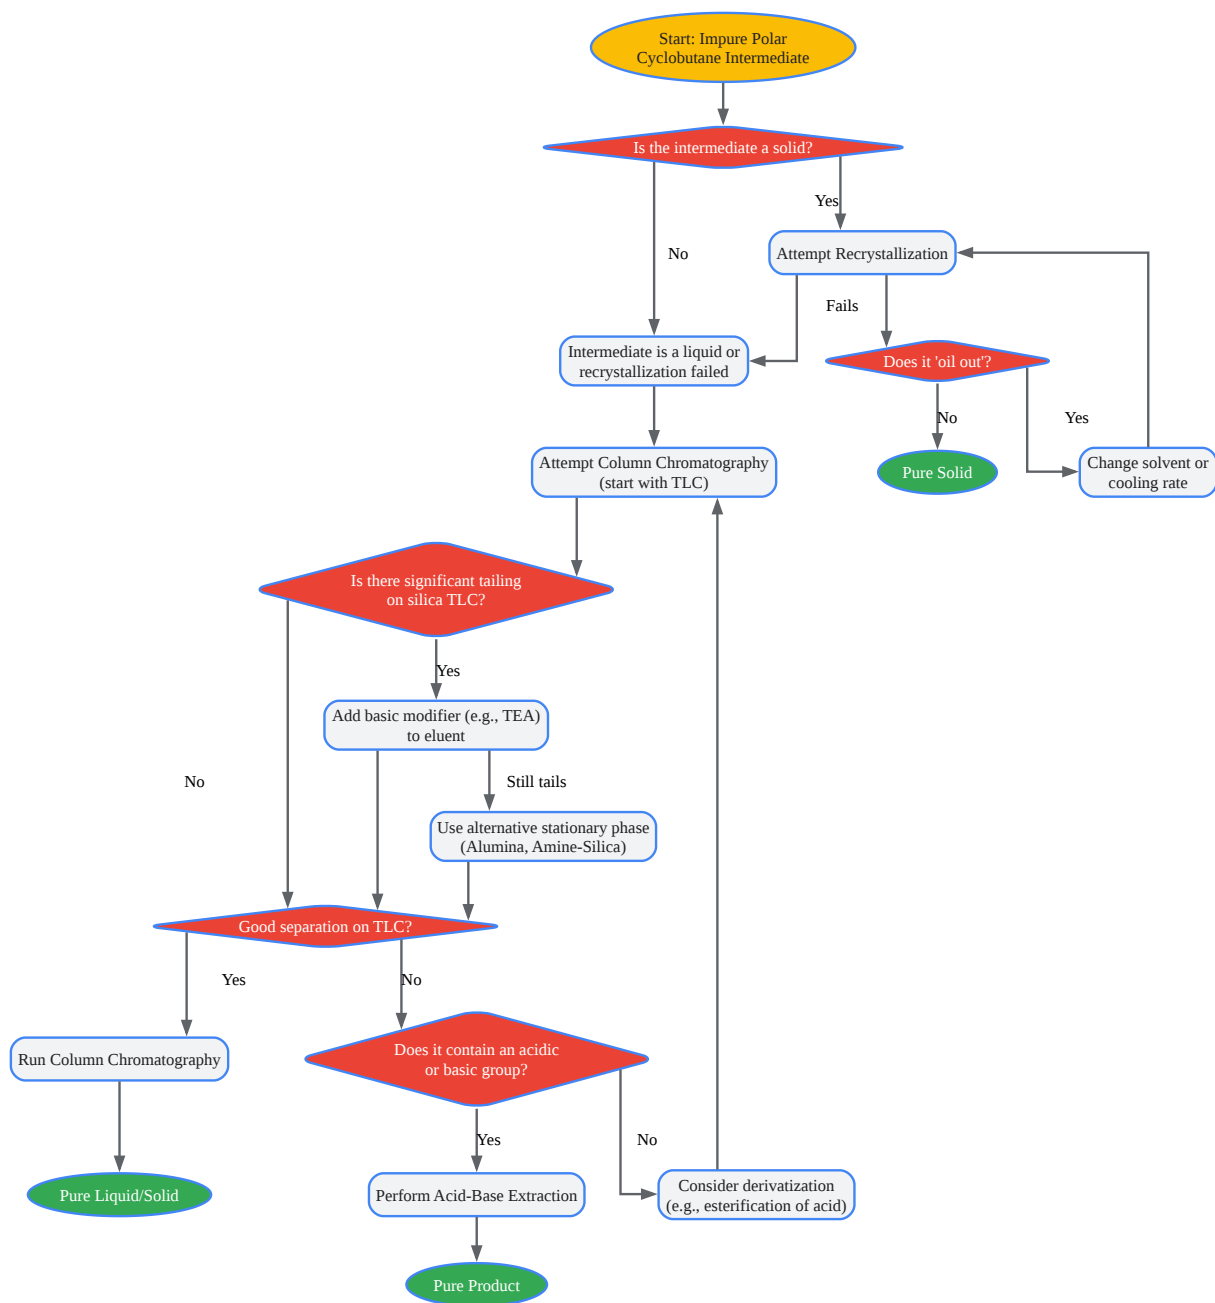 Start: Impure Polar
Cyclobutane Intermediate
Is the intermediate a solid?
Yes
No
Attempt Recrystallization
Fails
Intermediate is a liquid or
recrystallization failed
Does it 'oil out'?
No
Yes
Attempt Column Chromatography
(start with TLC)
Pure Solid
Change solvent or
cooling rate
Is there significant tailing
on silica TLC?
Yes
Add basic modifier (e.g., TEA)
to eluent
No
Still tails
Use alternative stationary phase
(Alumina, Amine-Silica)
Good separation on TLC?
Yes
No
Run Column Chromatography
Does it contain an acidic
or basic group?
Yes
No
Pure Liquid/Solid
Perform Acid-Base Extraction
Consider derivatization
(e.g., esterification of acid)
Pure Product